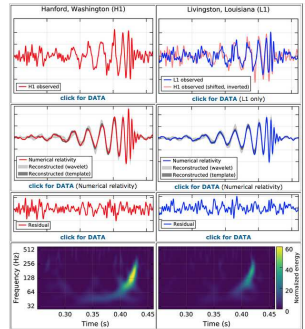 Hanford, Washington (H1)
Livingston, Louisiana (L1)
H1 observed
L1 observed
H1 observed (shifted, inverted)
click for DATA
click for DATA (L1 only)
Numerical relativity
Reconstructed (wavelet)
Reconstructed (template)
Numerical relativity
Reconstructed (wavelet)
Reconstructed (template)
click for DATA (Numerical relativity)
click for DATA (Numerical relativity)
Residual
Residual
click for DATA
click for DATA
Frequency (Hz)
512
256
128
64
32
0.30 0.35 0.40 0.45
Time (s)
0.30 0.35 0.40 0.45
Time (s)
60
40
20
0
Normalized energy